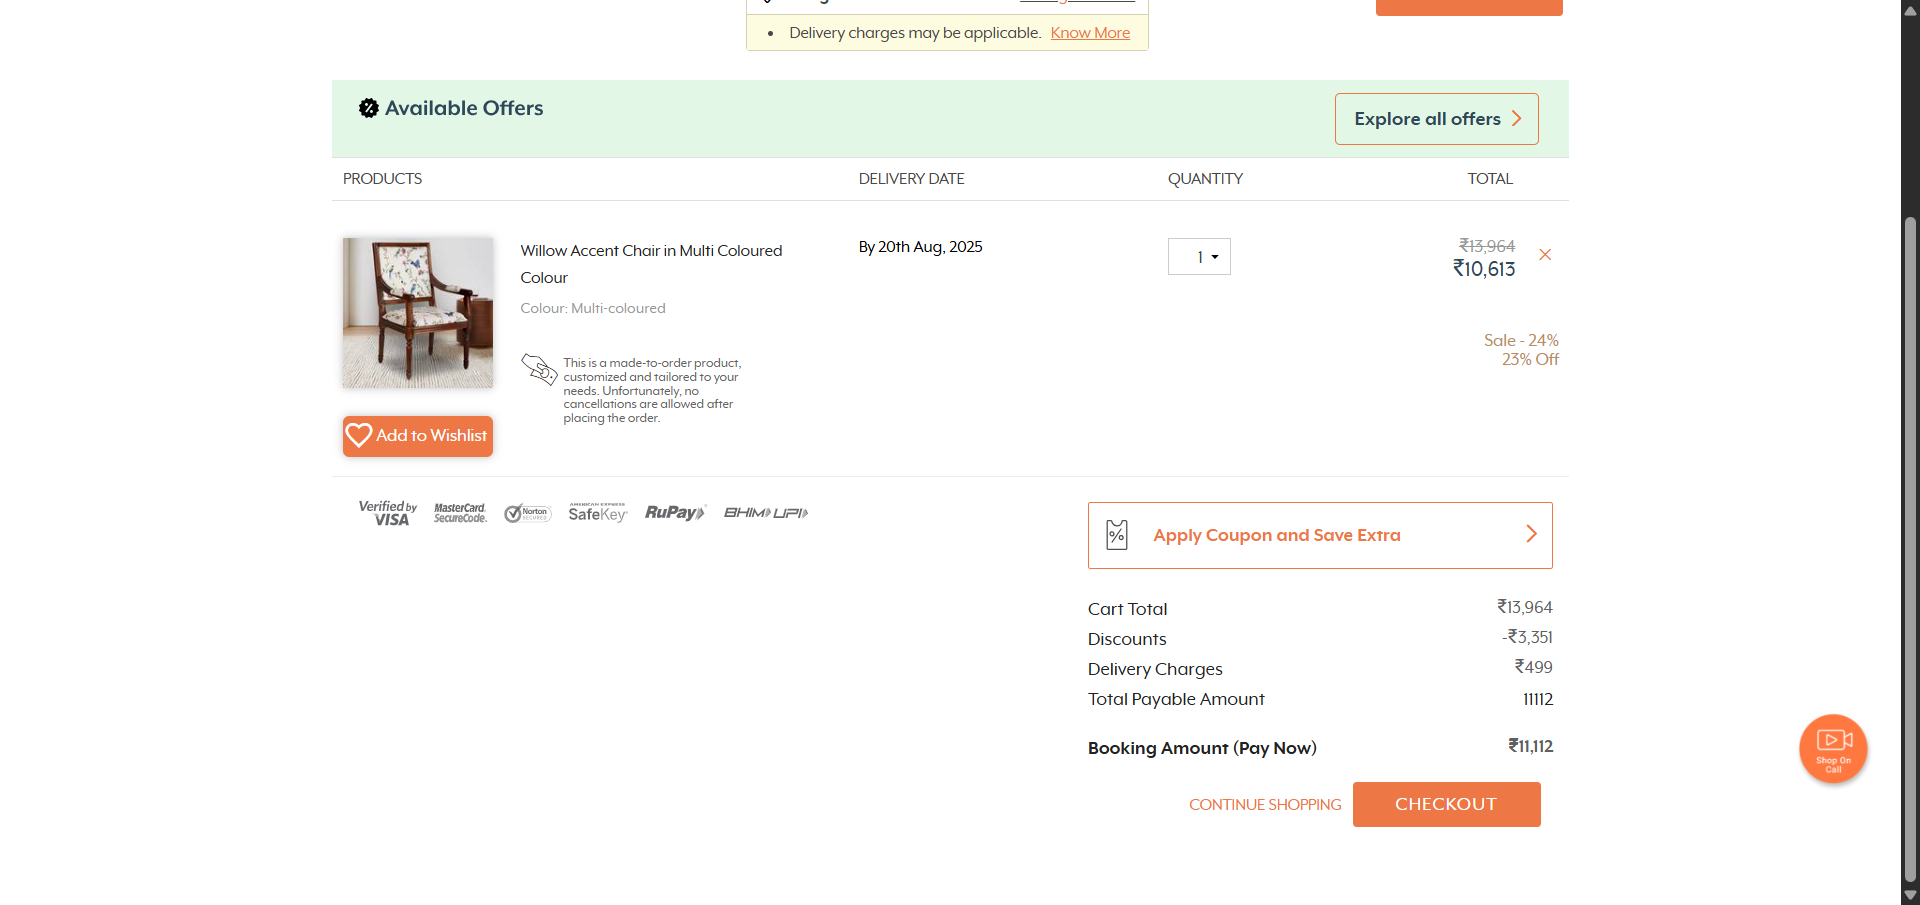 Delivery charges may be applicable. Know More
Available Offers
Explore all offers
PRODUCTS DELIVERY DATE QUANTITY TOTAL
Willow Accent Chair in Multi Coloured
Colour
Colour: Multi-coloured
By 20th Aug, 2025
1
₹13,964
₹10,613
Sale - 24%
23% Off
This is a made-to-order product,
customized and tailored to your
needs. Unfortunately, no
cancellations are allowed after
placing the order.
Add to Wishlist
Verified by
VISA
MasterCard.
SecureCode.
Norton
SECURED
AMERICAN EXPRESS
SafeKey
RuPay
BHIM UPI
Apply Coupon and Save Extra
Cart Total ₹13,964
Discounts -₹3,351
Delivery Charges ₹499
Total Payable Amount 11112
Booking Amount (Pay Now) ₹11,112
CONTINUE SHOPPING CHECKOUT
Shop On
Call